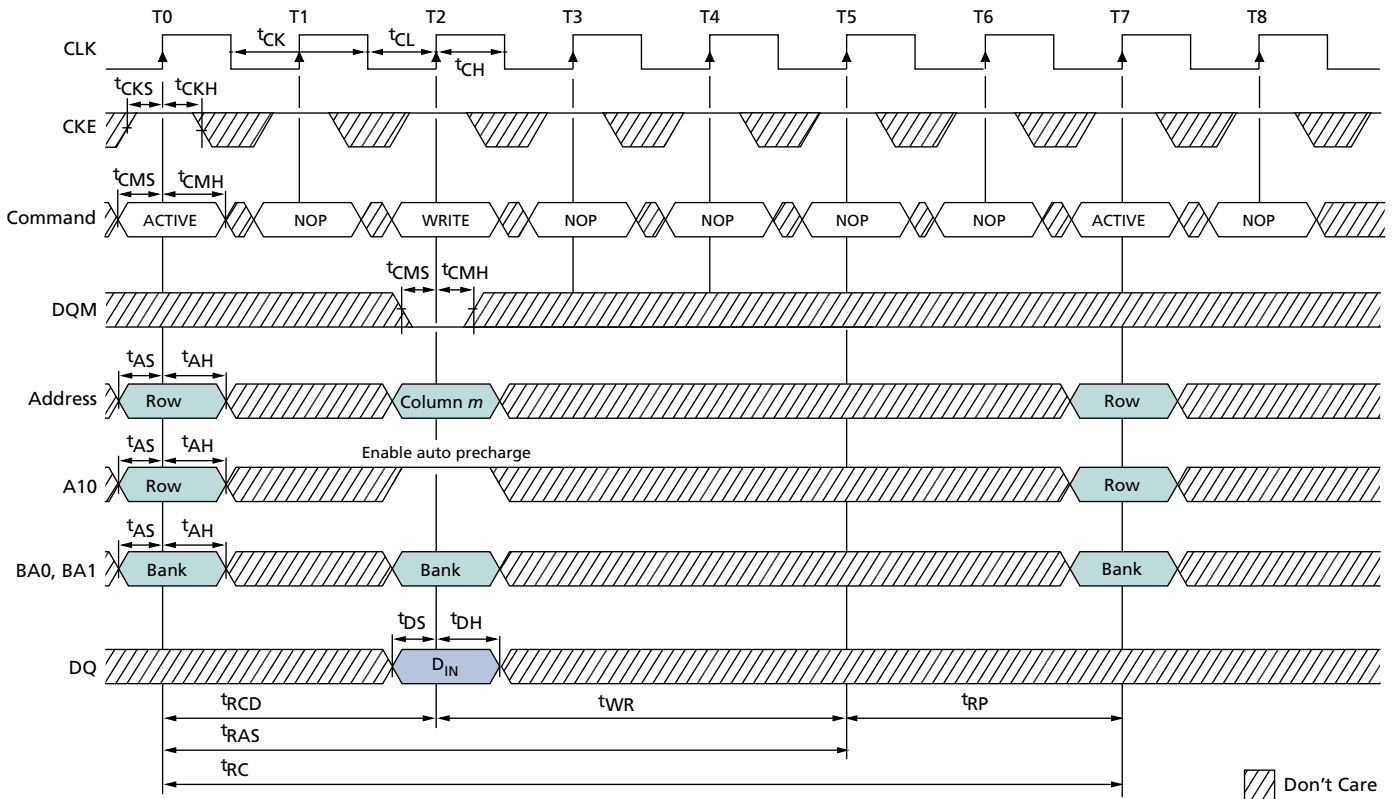 T0 T1 T2 T3 T4 T5 T6 T7 T8
CLK
tCK tCL
tCH
tCKS tCKH
CKE
tCMS tCMH
Command ACTIVE NOP WRITE NOP NOP NOP NOP ACTIVE NOP
tCMS tCMH
DQM
tAS tAH
Address Row Column m Row
tAS tAH Enable auto precharge
A10 Row Row
tAS tAH
BA0, BA1 Bank Bank Bank
tDS tDH
DQ DIN
tRCD tWR tRP
tRAS
tRC
Don't Care